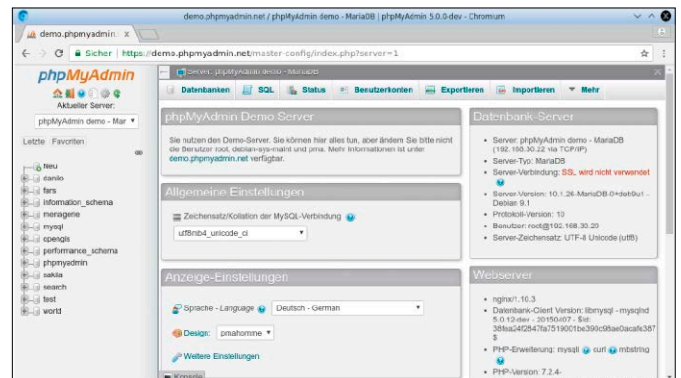 demo.phpmyadmin.net / phpMyAdmin demo - MariaDB | phpMyAdmin 5.0.0-dev - Chromium
demo.phpmyadmin. x
Sicher | https://demo.phpmyadmin.net/master-config/index.php?server=1
phpMyAdmin
Aktueller Server:
phpMyAdmin demo - Mar
Letzte Favoriten
Neu
danilo
fars
information_schema
menagerie
mysql
opengis
performance_schema
phpmyadmin
sakila
search
test
world
Server: phpMyAdmin demo - MariaDB
Datenbanken SQL Status Benutzerkonten Exportieren Importieren Mehr
phpMyAdmin Demo Server
Sie nutzen den Demo-Server. Sie können hier alles tun, aber ändern Sie bitte nicht
die Benutzer root, debian-sys-maint und pma. Mehr Informationen ist unter
demo.phpmyadmin.net verfügbar.
Allgemeine Einstellungen
Zeichensatz/Kollation der MySQL-Verbindung
utf8mb4_unicode_ci
Anzeige-Einstellungen
Sprache - Language Deutsch - German
Design: pmahomme
Weitere Einstellungen
Konsole
Datenbank-Server
Server: phpMyAdmin demo - MariaDB
(192.168.30.22 via TCP/IP)
Server-Typ: MariaDB
Server-Verbindung: SSL wird nicht verwendet
Server-Version: 10.1.26-MariaDB-0+deb9u1 -
Debian 9.1
Protokoll-Version: 10
Benutzer: root@192.168.30.20
Server-Zeichensatz: UTF-8 Unicode (utf8)
Webserver
nginx/1.10.3
Datenbank-Client Version: libmysql - mysqlnd
5.0.12-dev - 20150407 - $Id:
38fea24f2847fa7519001be390c98ae0acafe387
$
PHP-Erweiterung: mysqli curl mbstring
PHP-Version: 7.2.4-